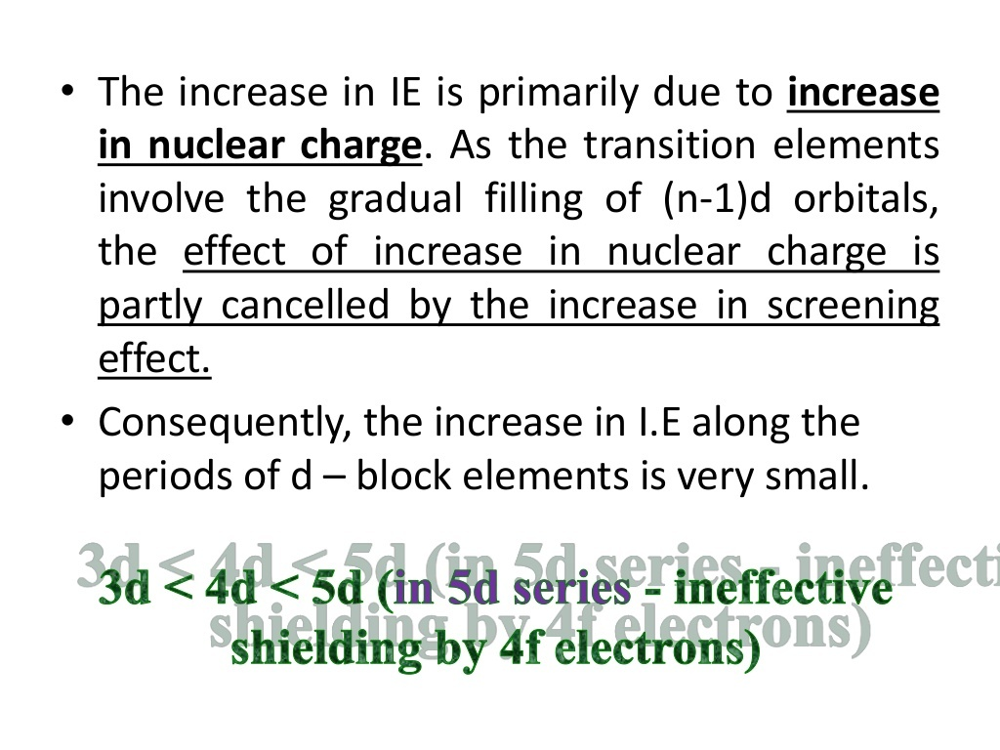 • The increase in IE is primarily due to increase
in nuclear charge. As the transition elements
involve the gradual filling of (n-1)d orbitals,
the effect of increase in nuclear charge is
partly cancelled by the increase in screening
effect.
• Consequently, the increase in I.E along the
periods of d – block elements is very small.
3d < 4d < 5d (in 5d series - ineffective
shielding by 4f electrons)